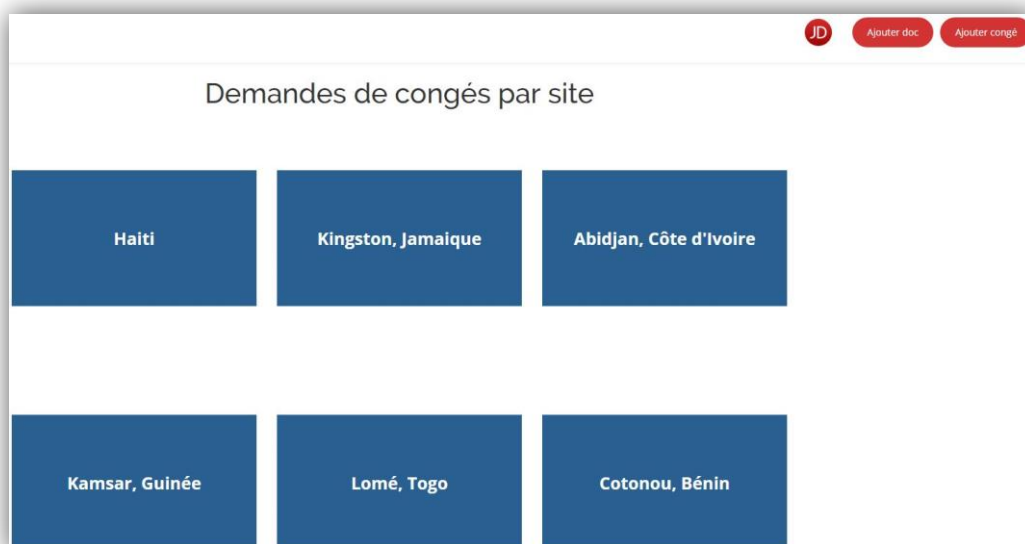 JD Ajouter doc Ajouter congé
Demandes de congés par site
Haiti Kingston, Jamaique Abidjan, Côte d'Ivoire
Kamsar, Guinée Lomé, Togo Cotonou, Bénin